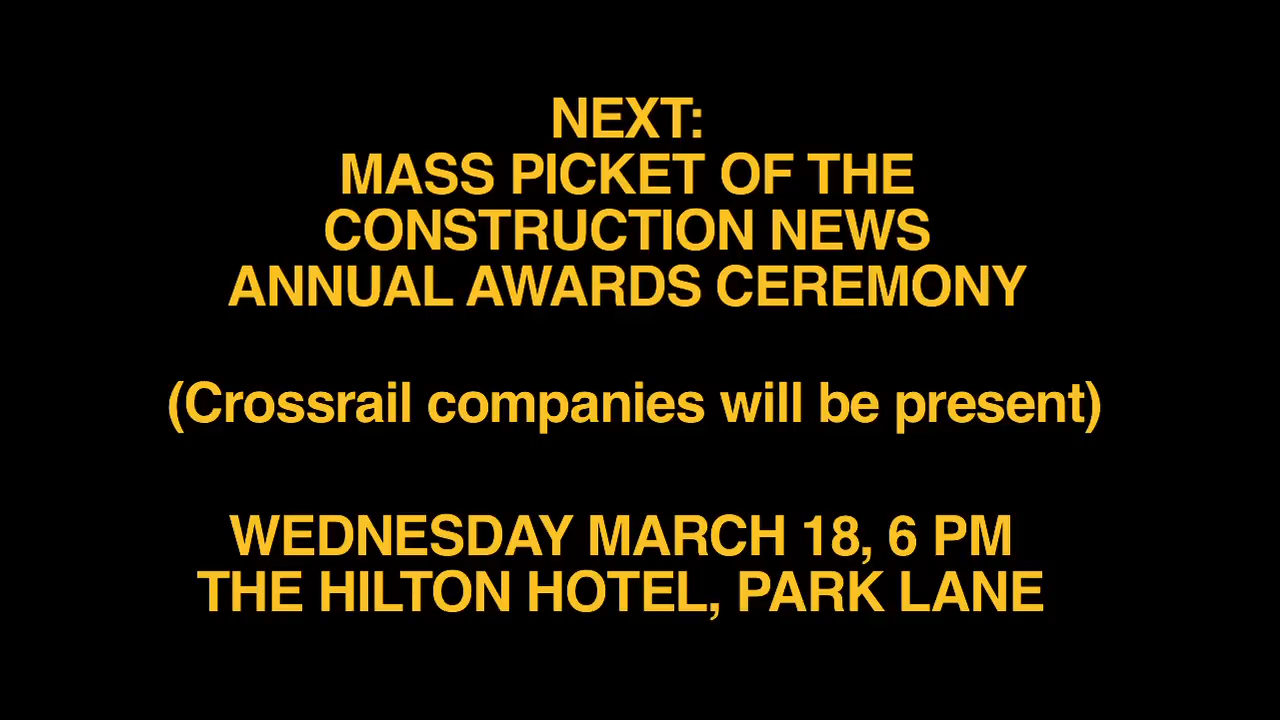 NEXT:
MASS PICKET OF THE
CONSTRUCTION NEWS
ANNUAL AWARDS CEREMONY
(Crossrail companies will be present)
WEDNESDAY MARCH 18, 6 PM
THE HILTON HOTEL, PARK LANE